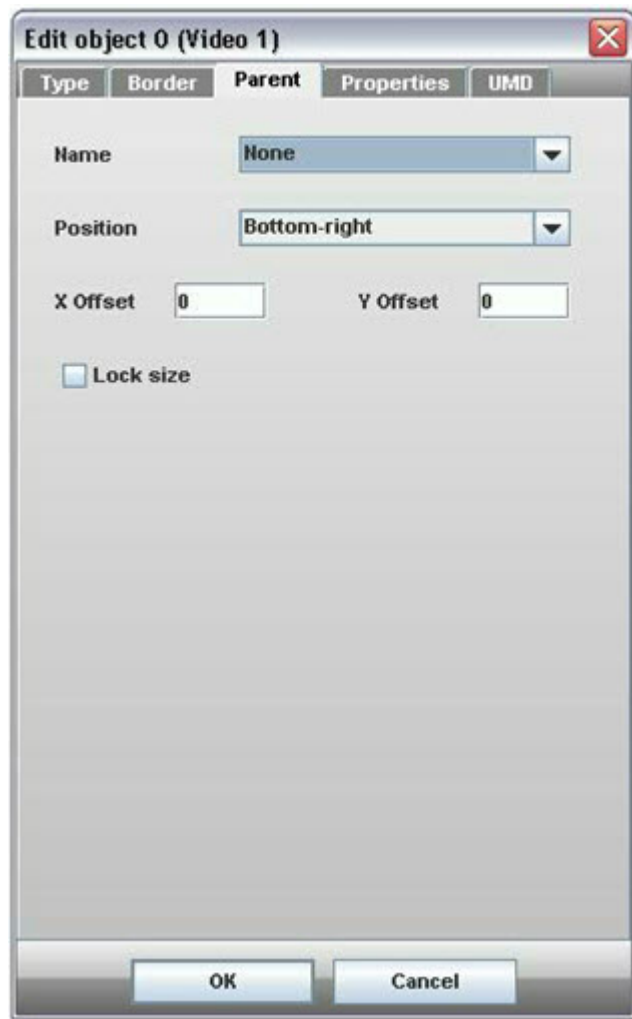 Edit object 0 (Video 1)
Type Border Parent Properties UMD
Name None
Position Bottom-right
X Offset 0 Y Offset 0
Lock size
OK Cancel